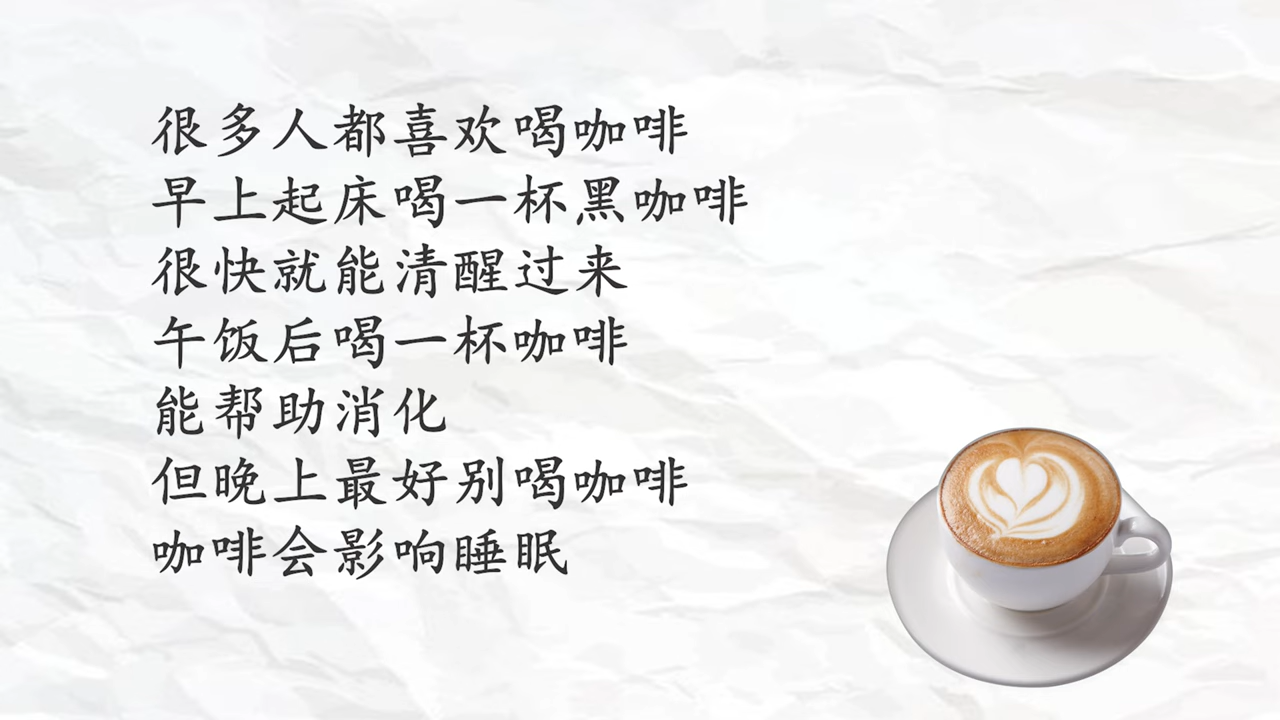 很多人都喜欢喝咖啡
早上起床喝一杯黑咖啡
很快就能清醒过来
午饭后喝一杯咖啡
能帮助消化
但晚上最好别喝咖啡
咖啡会影响睡眠